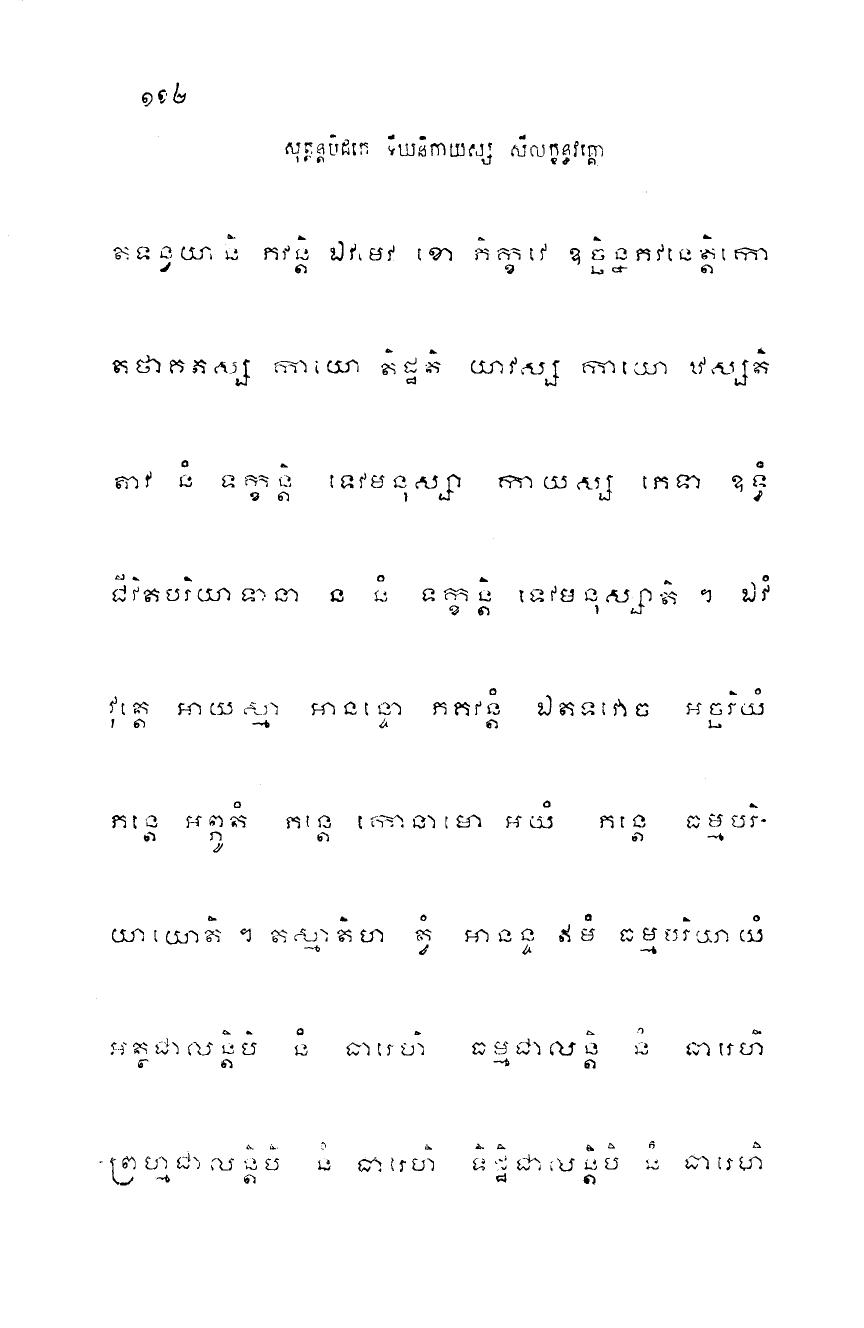 ១៥២
សុត្តន្តបិដកេ ទីឃនិកាយស្ស សីលក្ខន្ធវគ្គោ
តទន្វយានិ ភវន្តិ ឯវមេវ ខោ ភិក្ខវេ ឧច្ឆិន្នភវនេត្តិកោ
តថាគតស្ស កាយោ តិដ្ឋតិ យាវស្ស កាយោ ឋស្សតិ
តាវ នំ ទក្ខន្តិ ទេវមនុស្សា កាយស្ស ភេទា ឧទ្ធំ
ជីវិតបរិយាទានា ន នំ ទក្ខន្តិ ទេវមនុស្សាតិ ។ ឯវំ
វុត្តេ អាយស្មា អានន្ទោ ភគវន្តំ ឯតទវោច អច្ឆរិយំ
ភន្តេ អព្ភូតំ ភន្តេ កោនាមោ អយំ ភន្តេ ធម្មបរិ-
យាយោតិ ។ តស្មាតិហ ត្វំ អានន្ទ ឥមំ ធម្មបរិយាយំ
អត្ថជាលន្តិបិ នំ ធារេហិ ធម្មជាលន្តិ នំ ធារេហិ
ព្រហ្មជាលន្តិបិ នំ ធារេហិ ទិដ្ឋិជាលន្តិបិ នំ ធារេហិ